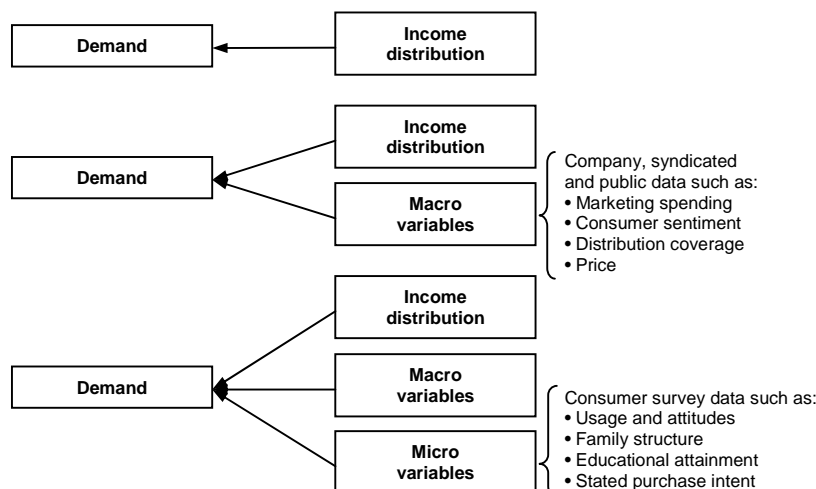 Demand
Income
distribution
Demand
Income
distribution
Macro
variables
Company, syndicated
and public data such as:
• Marketing spending
• Consumer sentiment
• Distribution coverage
• Price
Demand
Income
distribution
Macro
variables
Micro
variables
Consumer survey data such as:
• Usage and attitudes
• Family structure
• Educational attainment
• Stated purchase intent